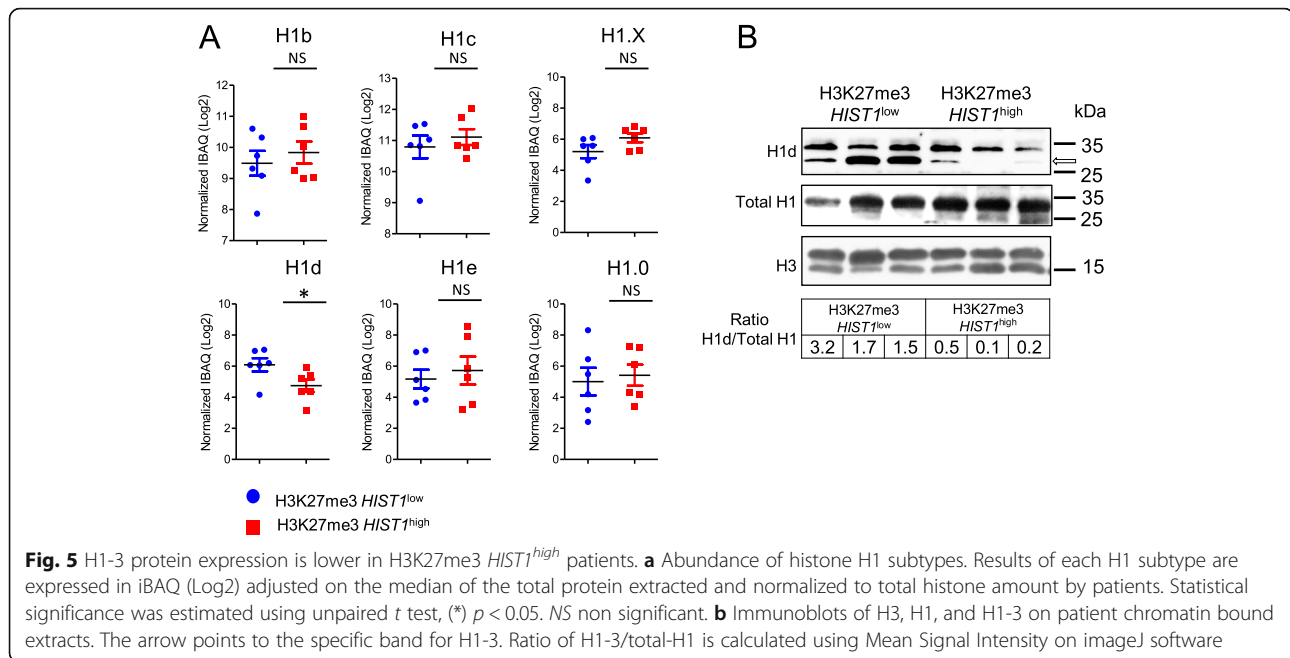 A
H1b
NS
Normalized IBAQ (Log2)
12
11
10
9
8
7
H1c
NS
Normalized IBAQ (Log2)
13
12
11
10
9
8
H1.X
NS
Normalized IBAQ (Log2)
10
8
6
4
2
0
H1d
*
Normalized IBAQ (Log2)
10
8
6
4
2
0
H1e
NS
Normalized IBAQ (Log2)
10
8
6
4
2
0
H1.0
NS
Normalized IBAQ (Log2)
10
8
6
4
2
0
H3K27me3 HIST1low
H3K27me3 HIST1high
B
H3K27me3 HIST1low
H3K27me3 HIST1high
kDa
H1d
35
25
Total H1
35
25
H3
15
Ratio H1d/Total H1
H3K27me3 HIST1low
H3K27me3 HIST1high
3.2 1.7 1.5 0.5 0.1 0.2
Fig. 5 H1-3 protein expression is lower in H3K27me3 HIST1high patients. a Abundance of histone H1 subtypes. Results of each H1 subtype are
expressed in iBAQ (Log2) adjusted on the median of the total protein extracted and normalized to total histone amount by patients. Statistical
significance was estimated using unpaired t test, (*) p < 0.05. NS non significant. b Immunoblots of H3, H1, and H1-3 on patient chromatin bound
extracts. The arrow points to the specific band for H1-3. Ratio of H1-3/total-H1 is calculated using Mean Signal Intensity on imageJ software